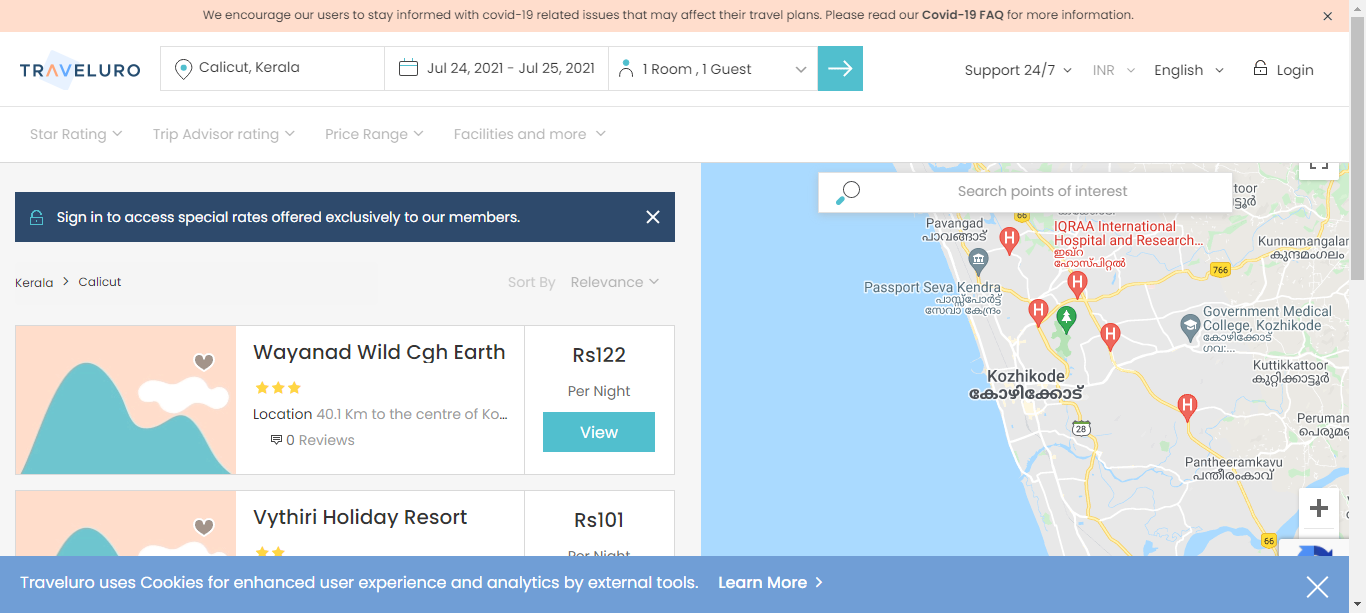 We encourage our users to stay informed with covid-19 related issues that may affect their travel plans. Please read our Covid-19 FAQ for more information.
TRAVELURO
Calicut, Kerala
Jul 24, 2021 - Jul 25, 2021
1 Room , 1 Guest
Support 24/7
INR
English
Login
Star Rating
Trip Advisor rating
Price Range
Facilities and more
Sign in to access special rates offered exclusively to our members.
Kerala > Calicut
Sort By Relevance
Wayanad Wild Cgh Earth
Location 40.1 Km to the centre of Ko...
0 Reviews
Rs122
Per Night
View
Vythiri Holiday Resort
Rs101
Per Night
Search points of interest
66
Pavangad
പാവങ്ങാട്
IQRAA International
Hospital and Research...
ഇഖ്റ
ഹോസ്പിറ്റൽ
Kunnamangalam
കുന്ദമംഗലം
766
Passport Seva Kendra
പാസ്സ്പോർട്ട്
സേവാ കേന്ദ്രം
Government Medical
College, Kozhikode
കോഴിക്കോട്
ഗവ:...
Kozhikode
കോഴിക്കോട്
Kuttikkattoor
കുറ്റിക്കാട്ടൂർ
28
Pantheeramkavu
പന്തീരംകാവ്
66
Traveluro uses Cookies for enhanced user experience and analytics by external tools. Learn More >